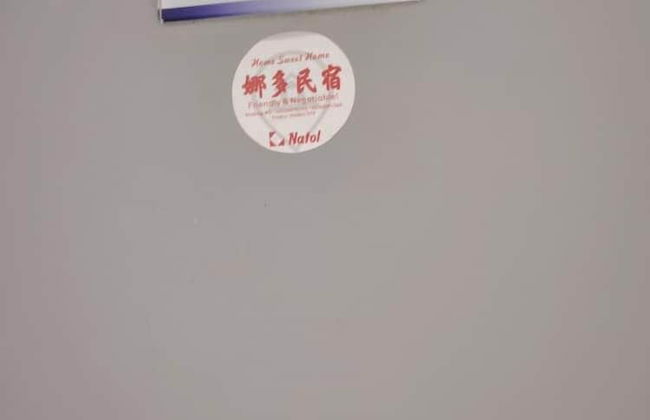 Home Sweet Home
娜多民宿
Friendly & Negotiable!
Natol